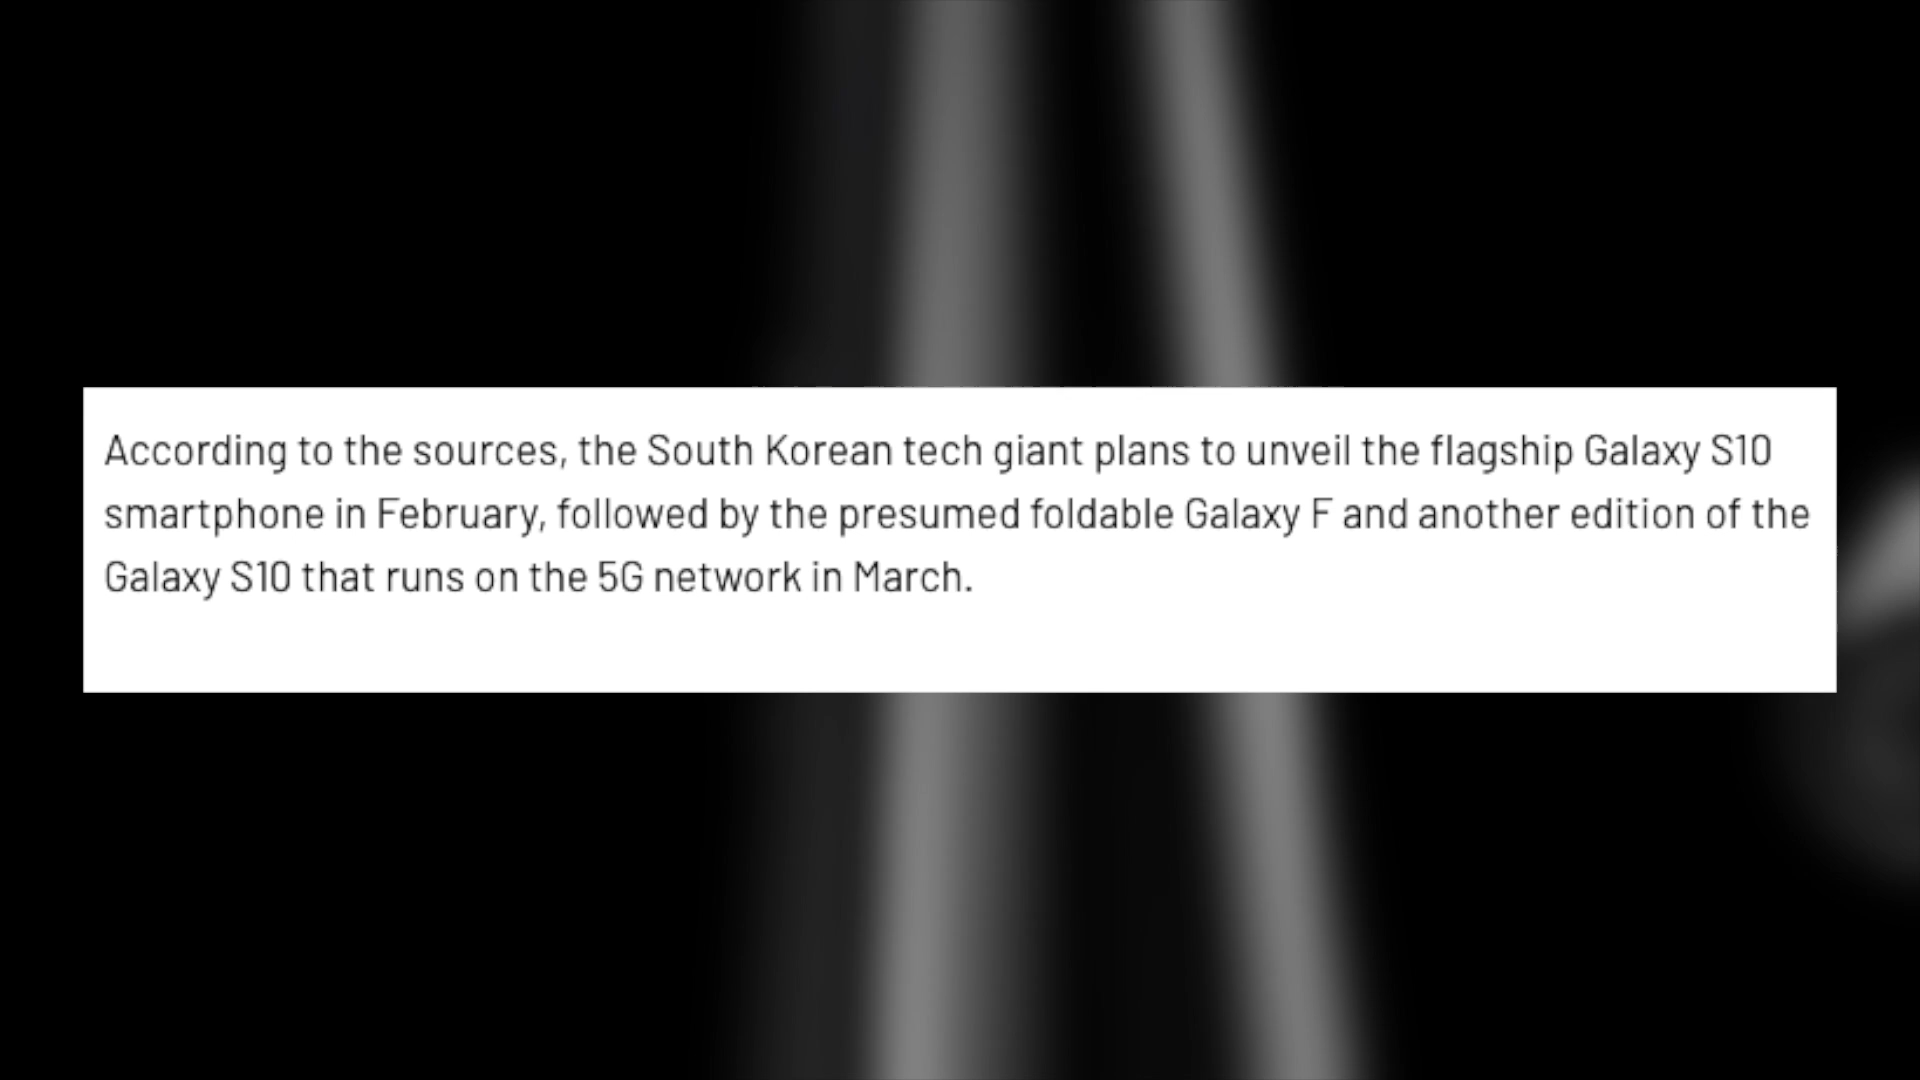 According to the sources, the South Korean tech giant plans to unveil the flagship Galaxy S10
smartphone in February, followed by the presumed foldable Galaxy F and another edition of the
Galaxy S10 that runs on the 5G network in March.